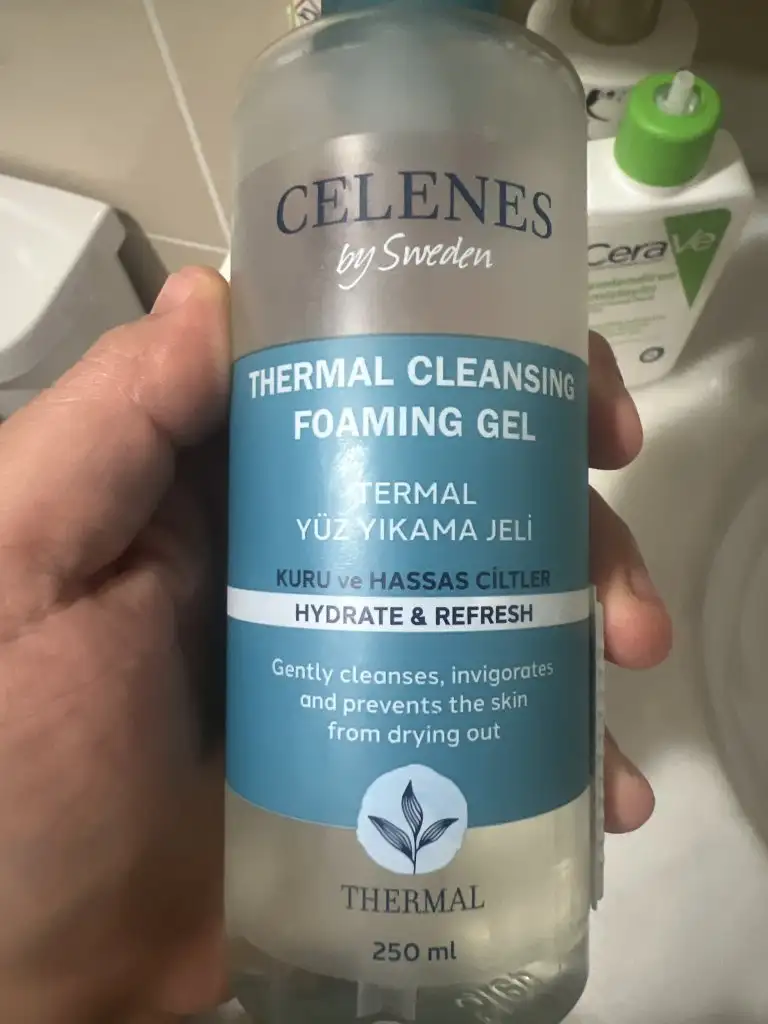 CELENES
by Sweden
THERMAL CLEANSING
FOAMING GEL
TERMAL
YÜZ YIKAMA JELİ
KURU ve HASSAS CİLTLER
HYDRATE & REFRESH
Gently cleanses, invigorates
and prevents the skin
from drying out
THERMAL
250 ml
CeraVe